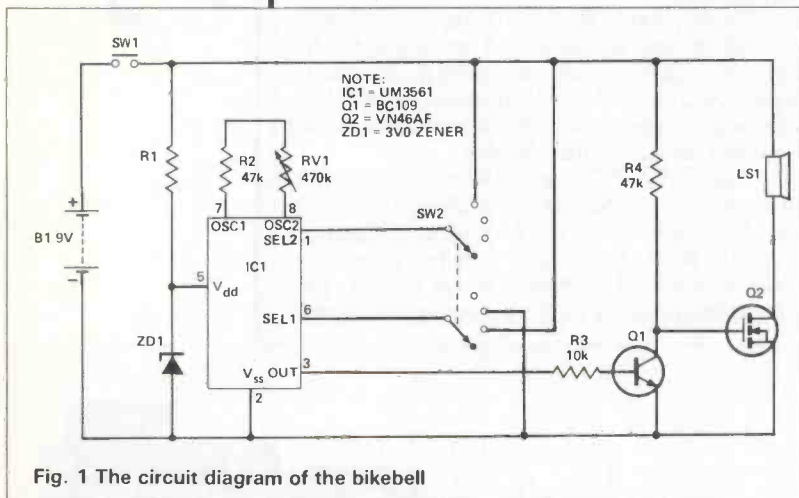 SW1
NOTE:
IC1 = UM3561
Q1 = BC109
Q2 = VN46AF
ZD1 = 3V0 ZENER
R1
R2
47k
RV1
470k
R4
47k
LS1
+
B1 9V
−
7
8
OSC1
OSC2
SEL2
1
SW2
IC1
5
Vdd
SEL1
6
Q2
ZD1
Q1
R3
10k
Vss
OUT
3
2
Fig. 1 The circuit diagram of the bikebell